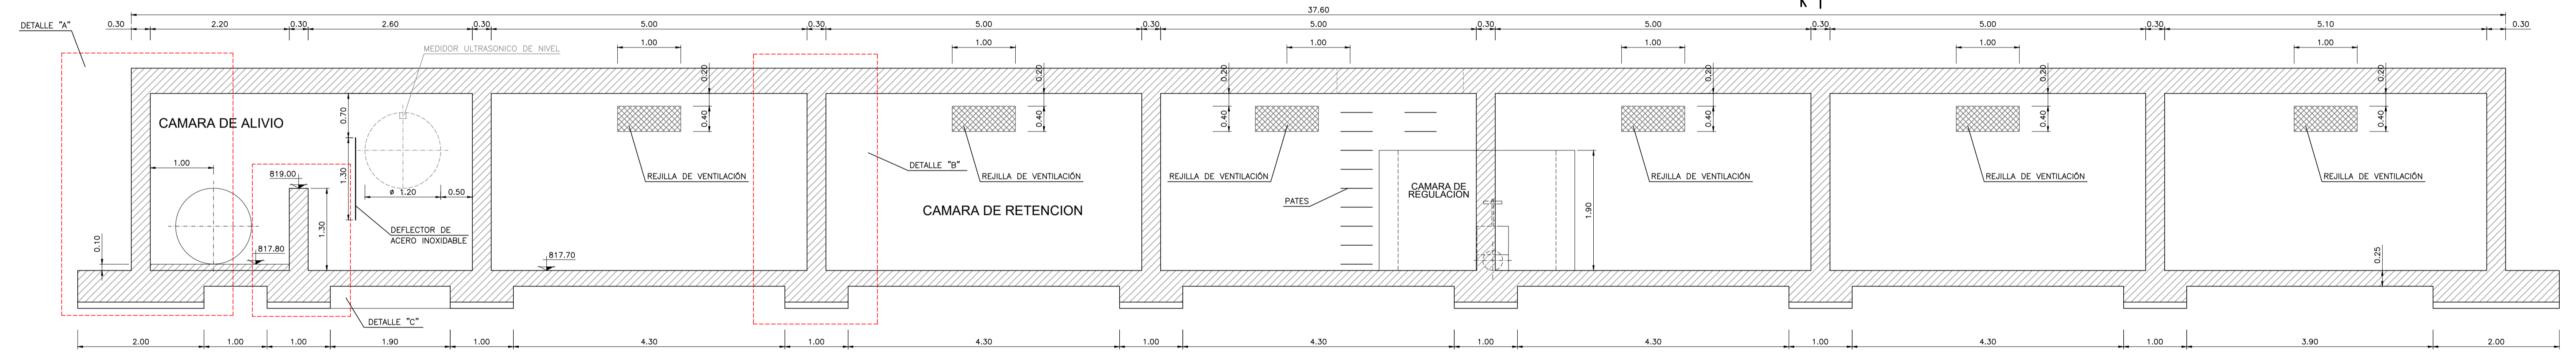 37.60
DETALLE "A"
0.30 2.20 0.30 2.60 0.30 5.00 0.30 5.00 0.30 5.00 0.30 5.00 0.30 5.00 0.30 5.10 0.30
MEDIDOR ULTRASONICO DE NIVEL
1.00 1.00 1.00 1.00 1.00 1.00
0.20 0.20 0.20 0.20 0.20 0.20
0.70
0.40 0.40 0.40 0.40 0.40 0.40
CAMARA DE ALIVIO
1.00
DETALLE "B"
819.00
1.30
REJILLA DE VENTILACIÓN REJILLA DE VENTILACIÓN REJILLA DE VENTILACIÓN REJILLA DE VENTILACIÓN REJILLA DE VENTILACIÓN REJILLA DE VENTILACIÓN
ø 1.20 0.50
CAMARA DE
REGULACION
PATES
CAMARA DE RETENCION
1.90
1.30
DEFLECTOR DE
ACERO INOXIDABLE
0.10
817.80
817.70
0.25
DETALLE "C"
2.00 1.00 1.00 1.90 1.00 4.30 1.00 4.30 1.00 4.30 1.00 4.30 1.00 4.30 1.00 3.90 2.00